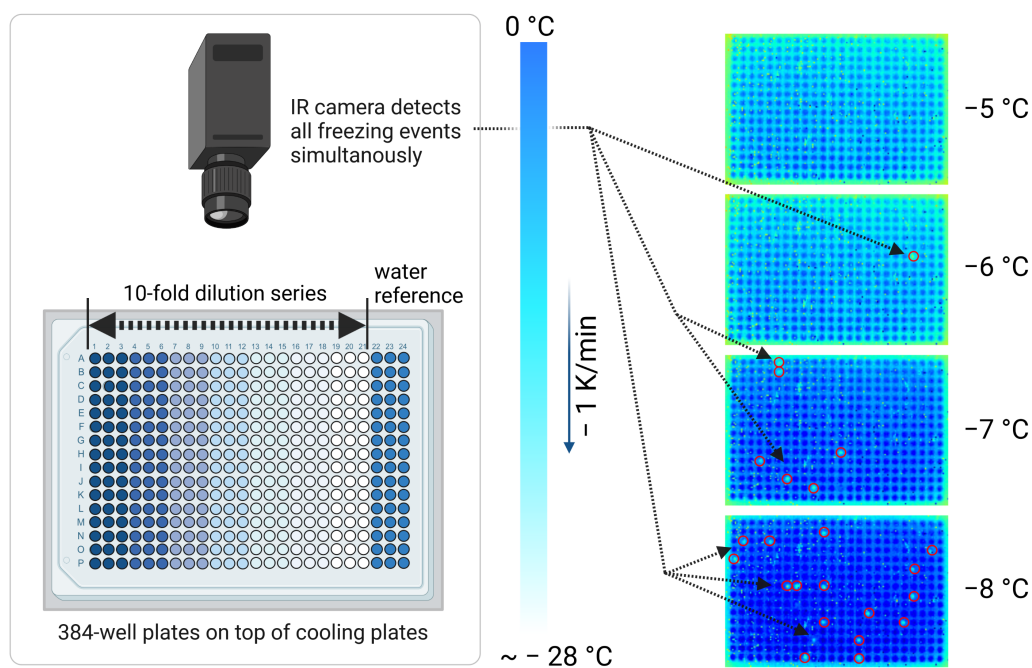 0 °C
IR camera detects
all freezing events
simultanously
−5 °C
−6 °C
water
reference
10-fold dilution series
1 2 3 4 5 6 7 8 9 10 11 12 13 14 15 16 17 18 19 20 21 22 23 24
A
B
C
D
E
F
G
H
I
J
K
L
M
N
O
P
− 1 K/min
−7 °C
−8 °C
384-well plates on top of cooling plates
~ − 28 °C